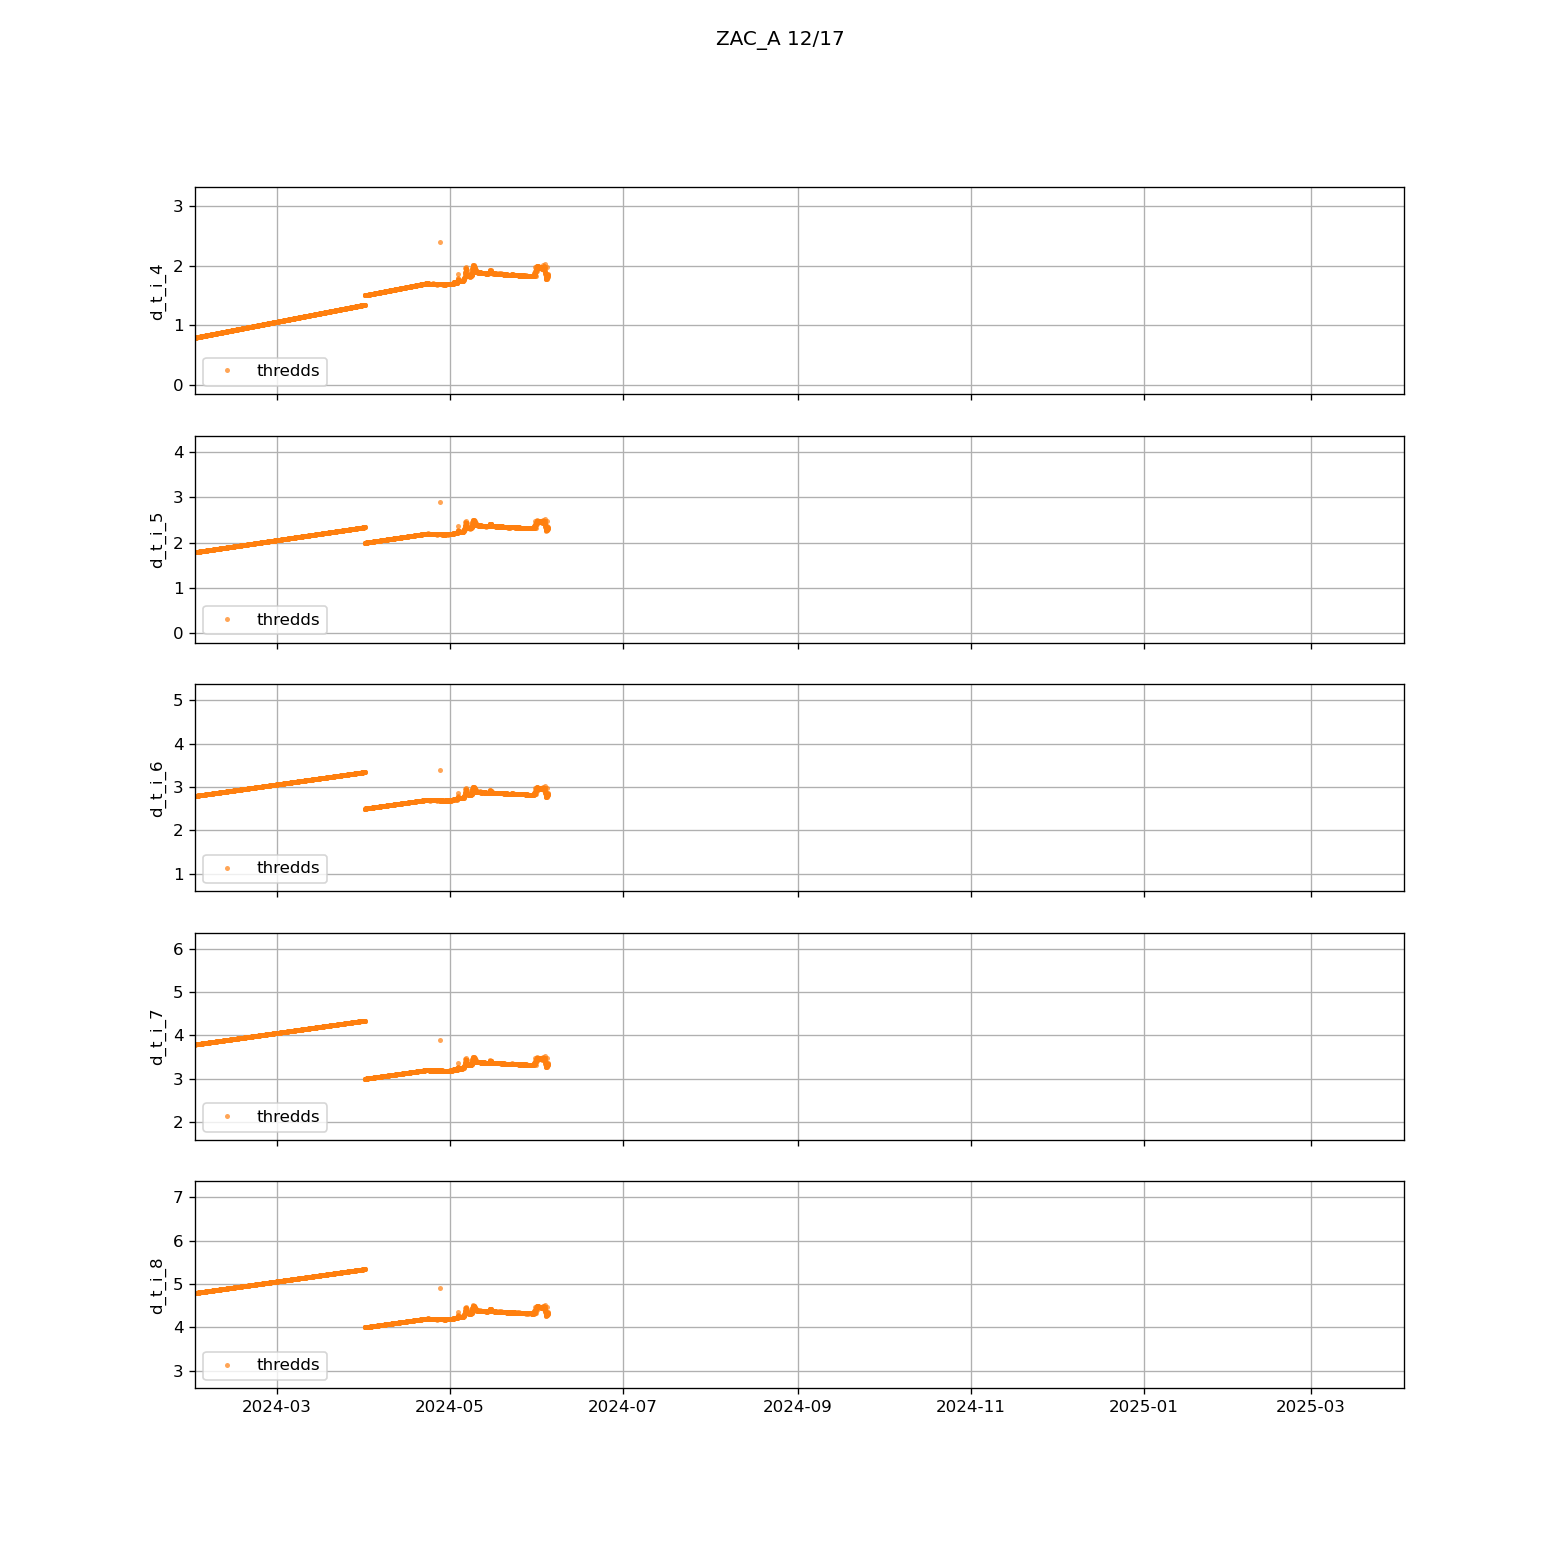 ZAC_A 12/17
3
2
1
0
d_t_i_4
thredds
4
3
2
1
0
d_t_i_5
thredds
5
4
3
2
1
d_t_i_6
thredds
6
5
4
3
2
d_t_i_7
thredds
7
6
5
4
3
d_t_i_8
thredds
2024-03 2024-05 2024-07 2024-09 2024-11 2025-01 2025-03